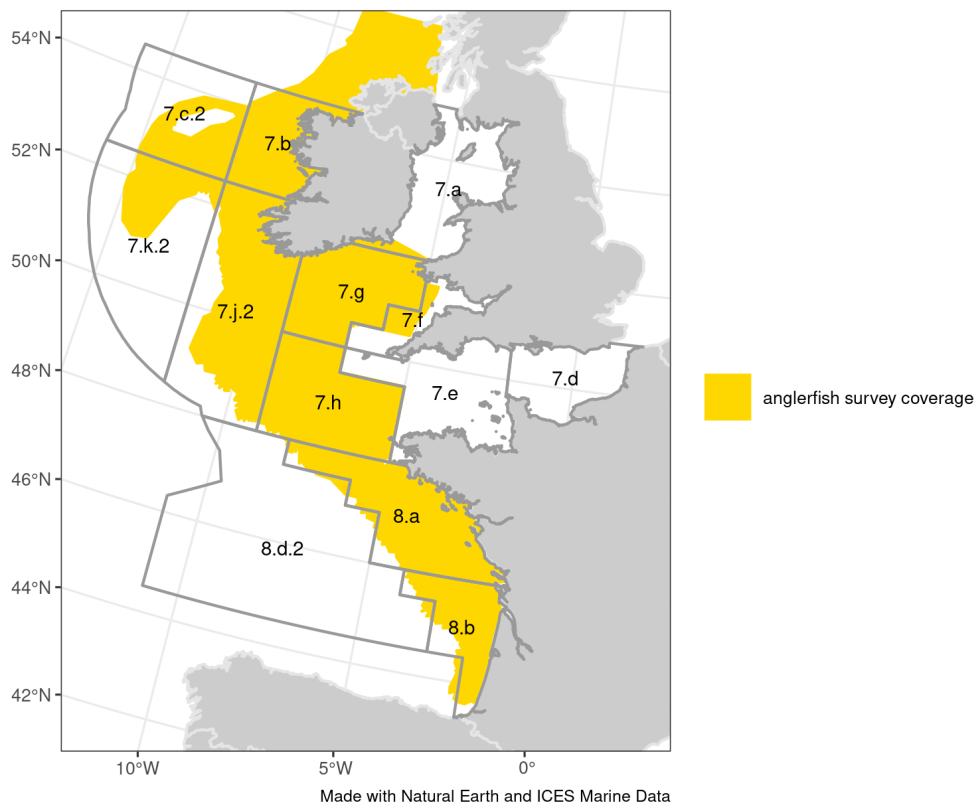 54°N
52°N
50°N
48°N
46°N
44°N
42°N
7.c.2
7.b
7.a
7.k.2
7.g
7.j.2
7.f
7.e
7.d
7.h
8.a
8.d.2
8.b
10°W
5°W
0°
anglerfish survey coverage
Made with Natural Earth and ICES Marine Data